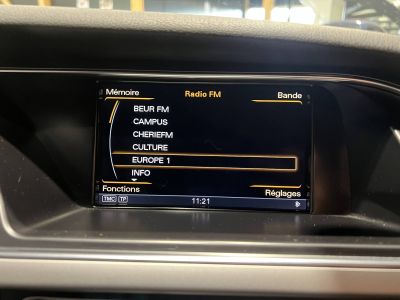 Mémoire Radio FM Bande
BEUR FM
CAMPUS
CHERIEFM
CULTURE
EUROPE 1
INFO
Fonctions Réglages
TMC TP 11:21